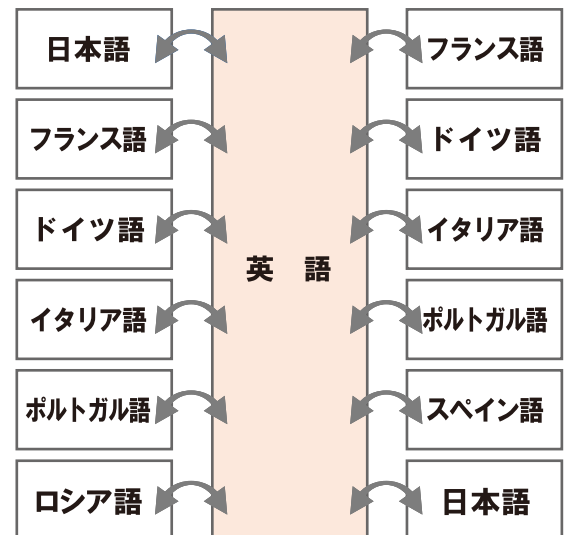 日本語
フランス語
ドイツ語
イタリア語
ポルトガル語
ロシア語
英　語
フランス語
ドイツ語
イタリア語
ポルトガル語
スペイン語
日本語